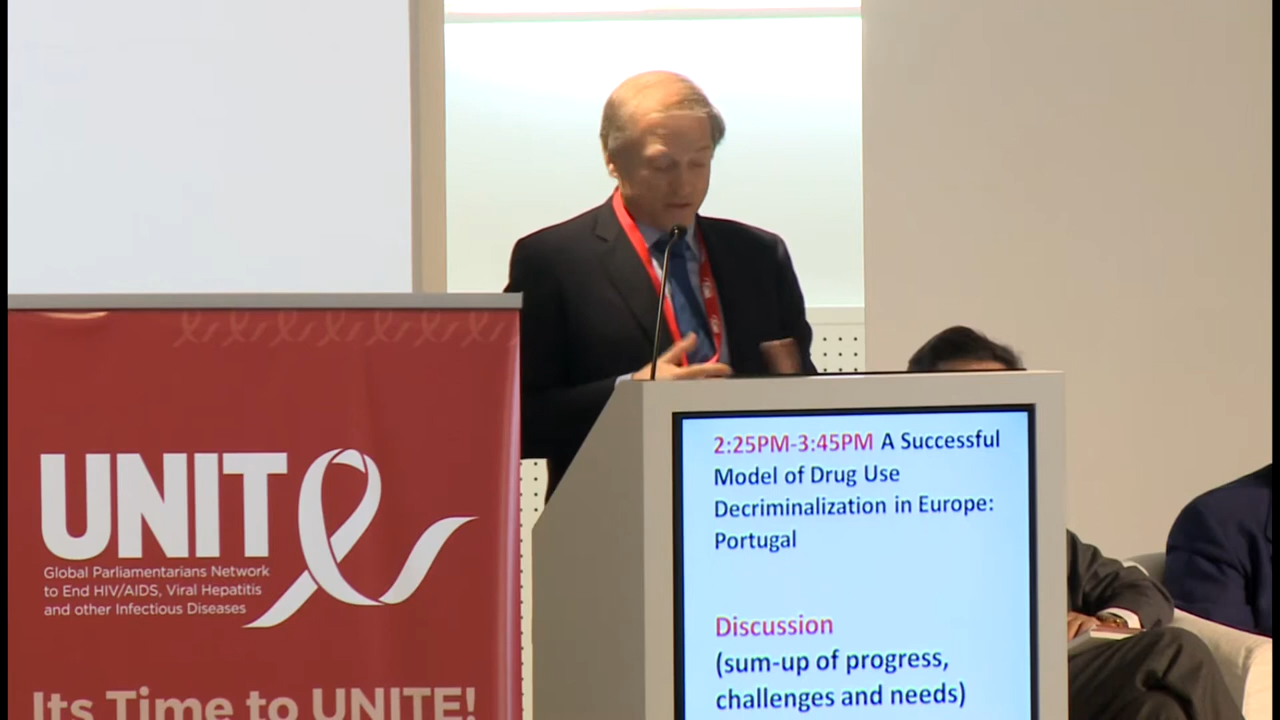 UNITE
Global Parliamentarians Network
to End HIV/AIDS, Viral Hepatitis
and other Infectious Diseases
Its Time to UNITE!
2:25PM-3:45PM A Successful
Model of Drug Use
Decriminalization in Europe:
Portugal
Discussion
(sum-up of progress,
challenges and needs)